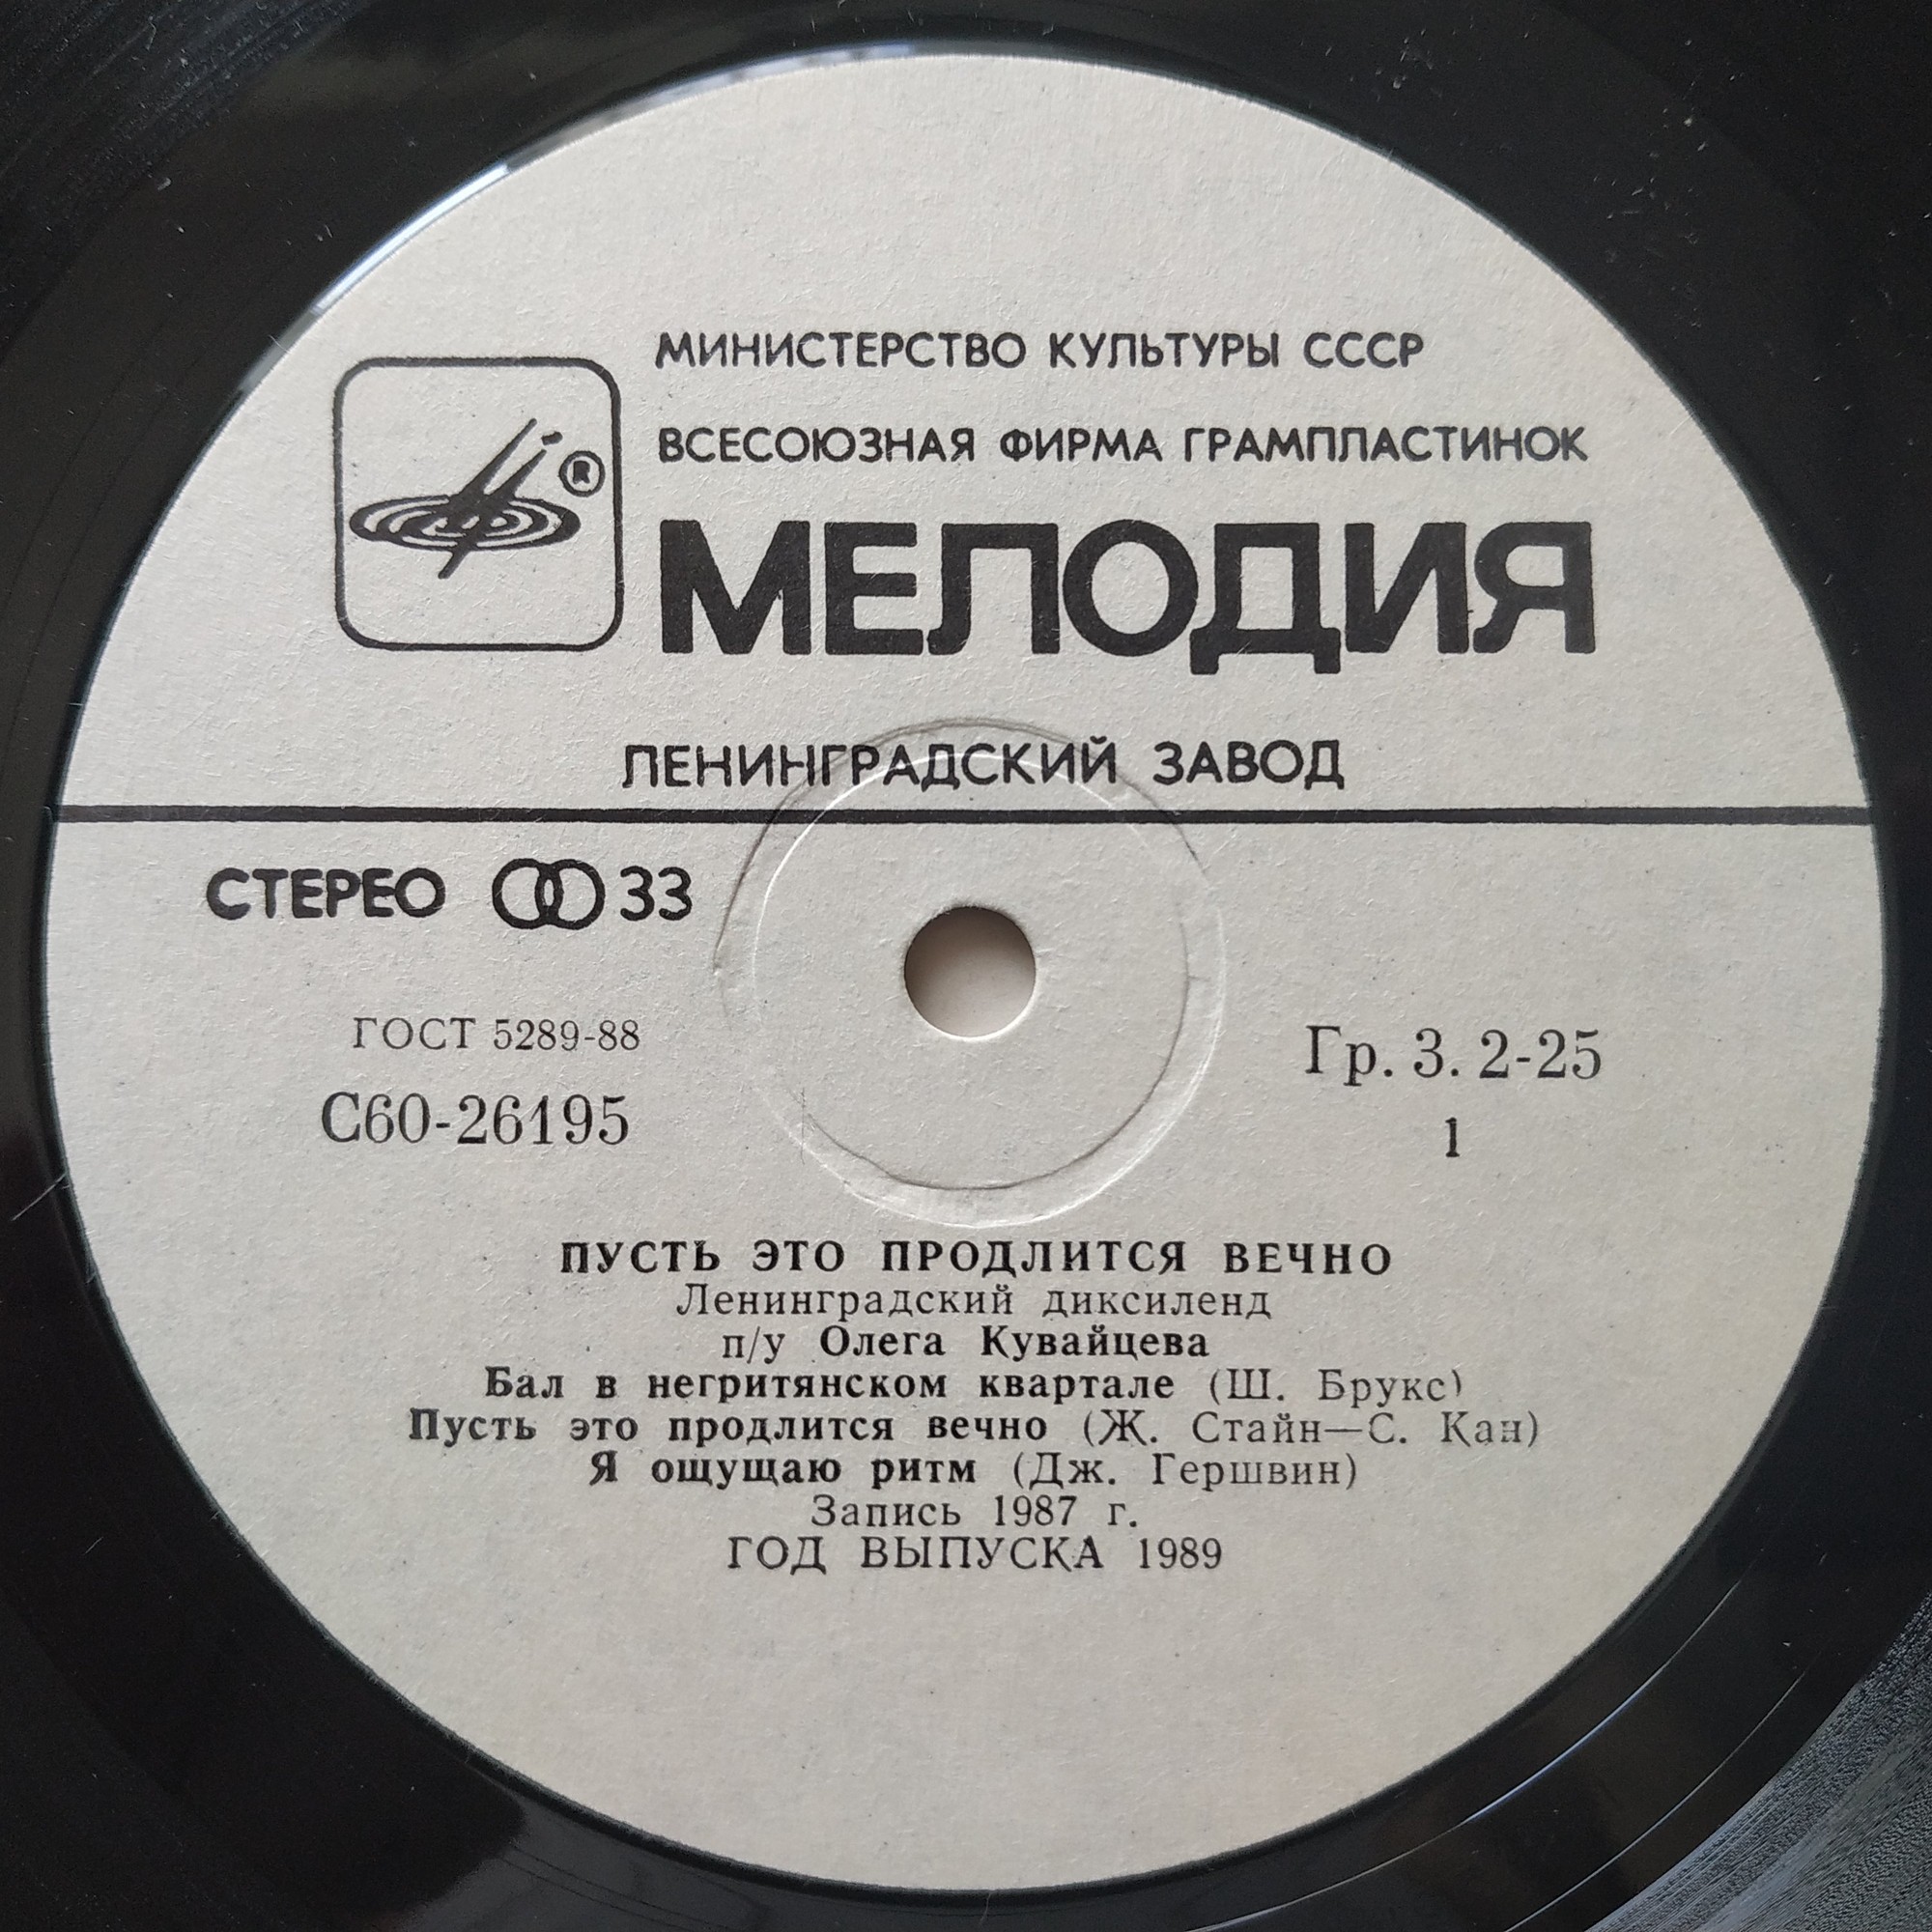 МИНИСТЕРСТВО КУЛЬТУРЫ СССР
ВСЕСОЮЗНАЯ ФИРМА ГРАМПЛАСТИНОК
®
МЕЛОДИЯ
ЛЕНИНГРАДСКИЙ ЗАВОД
СТЕРЕО 33
ГОСТ 5289-88
Гр. 3. 2-25
С60-26195
1
ПУСТЬ ЭТО ПРОДЛИТСЯ ВЕЧНО
Ленинградский диксиленд
п/у Олега Кувайцева
Бал в негритянском квартале (Ш. Брукс)
Пусть это продлится вечно (Ж. Стайн—С. Кан)
Я ощущаю ритм (Дж. Гершвин)
Запись 1987 г.
ГОД ВЫПУСКА 1989